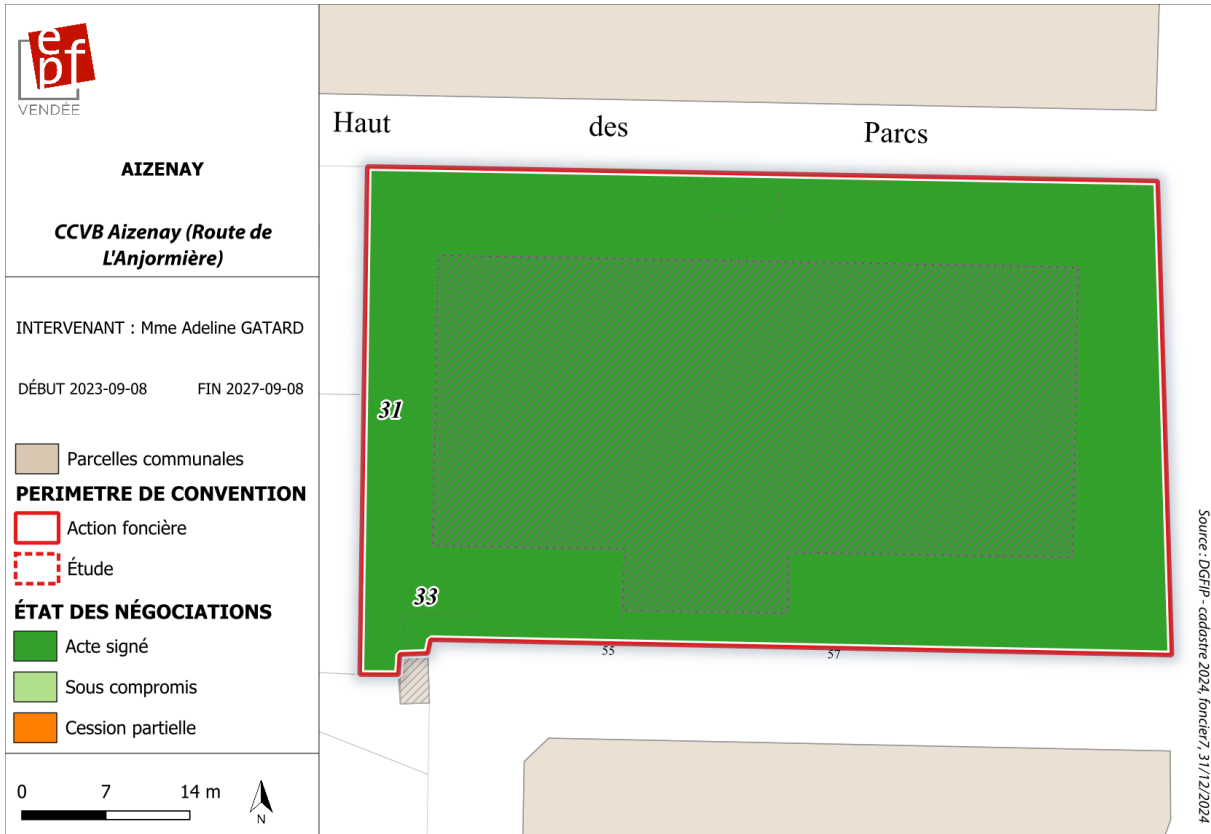 e
pf
VENDÉE
AIZENAY
CCVB Aizenay (Route de
L'Anjormière)
INTERVENANT : Mme Adeline GATARD
DÉBUT 2023-09-08 FIN 2027-09-08
Parcelles communales
PERIMETRE DE CONVENTION
Action foncière
Étude
ÉTAT DES NÉGOCIATIONS
Acte signé
Sous compromis
Cession partielle
0 7 14 m
N
Haut des Parcs
31
33
55
57
Source : DGFIP - cadastre 2024, foncier7, 31/12/2024